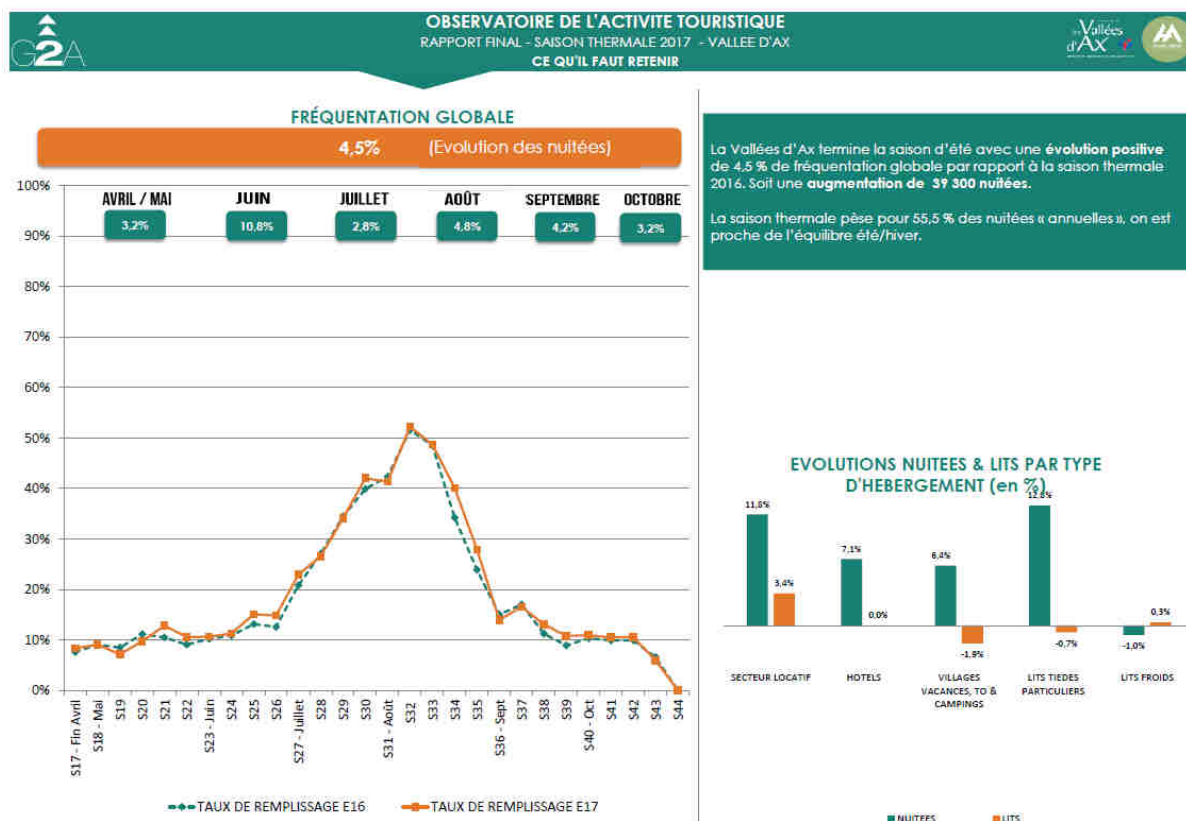 G2A
OBSERVATOIRE DE L'ACTIVITE TOURISTIQUE
RAPPORT FINAL - SAISON THERMALE 2017 - VALLEE D'AX
CE QU'IL FAUT RETENIR
Vallées
d'Ax
FRÉQUENTATION GLOBALE
4,5% (Evolution des nuitées)
100%
90%
80%
70%
60%
50%
40%
30%
20%
10%
0%
AVRIL / MAI JUIN JUILLET AOÛT SEPTEMBRE OCTOBRE
3,2% 10,8% 2,8% 4,8% 4,2% 3,2%
S17 - Fin Avril
S18 - Mai
S19
S20
S21
S22
S23 - Juin
S24
S25
S26
S27 - Juillet
S28
S29
S30
S31 - Août
S32
S33
S34
S35
S36 - Sept
S37
S38
S39
S40 - Oct
S41
S42
S43
S44
TAUX DE REMPLISSAGE E16 TAUX DE REMPLISSAGE E17
La Vallées d'Ax termine la saison d'été avec une évolution positive
de 4,5 % de fréquentation globale par rapport à la saison thermale
2016. Soit une augmentation de 39 300 nuitées.
La saison thermale pèse pour 55,5 % des nuitées « annuelles », on est
proche de l'équilibre été/hiver.
EVOLUTIONS NUITEES & LITS PAR TYPE
D'HEBERGEMENT (en %)
3,4%
7,1%
0,0%
6,4%
-1,9%
-0,7%
-1,0%
0,3%
SECTEUR LOCATIF
HOTELS
VILLAGES
VACANCES, TO &
CAMPINGS
LITS TIEDES
PARTICULIERS
LITS FROIDS
NUITEES LITS